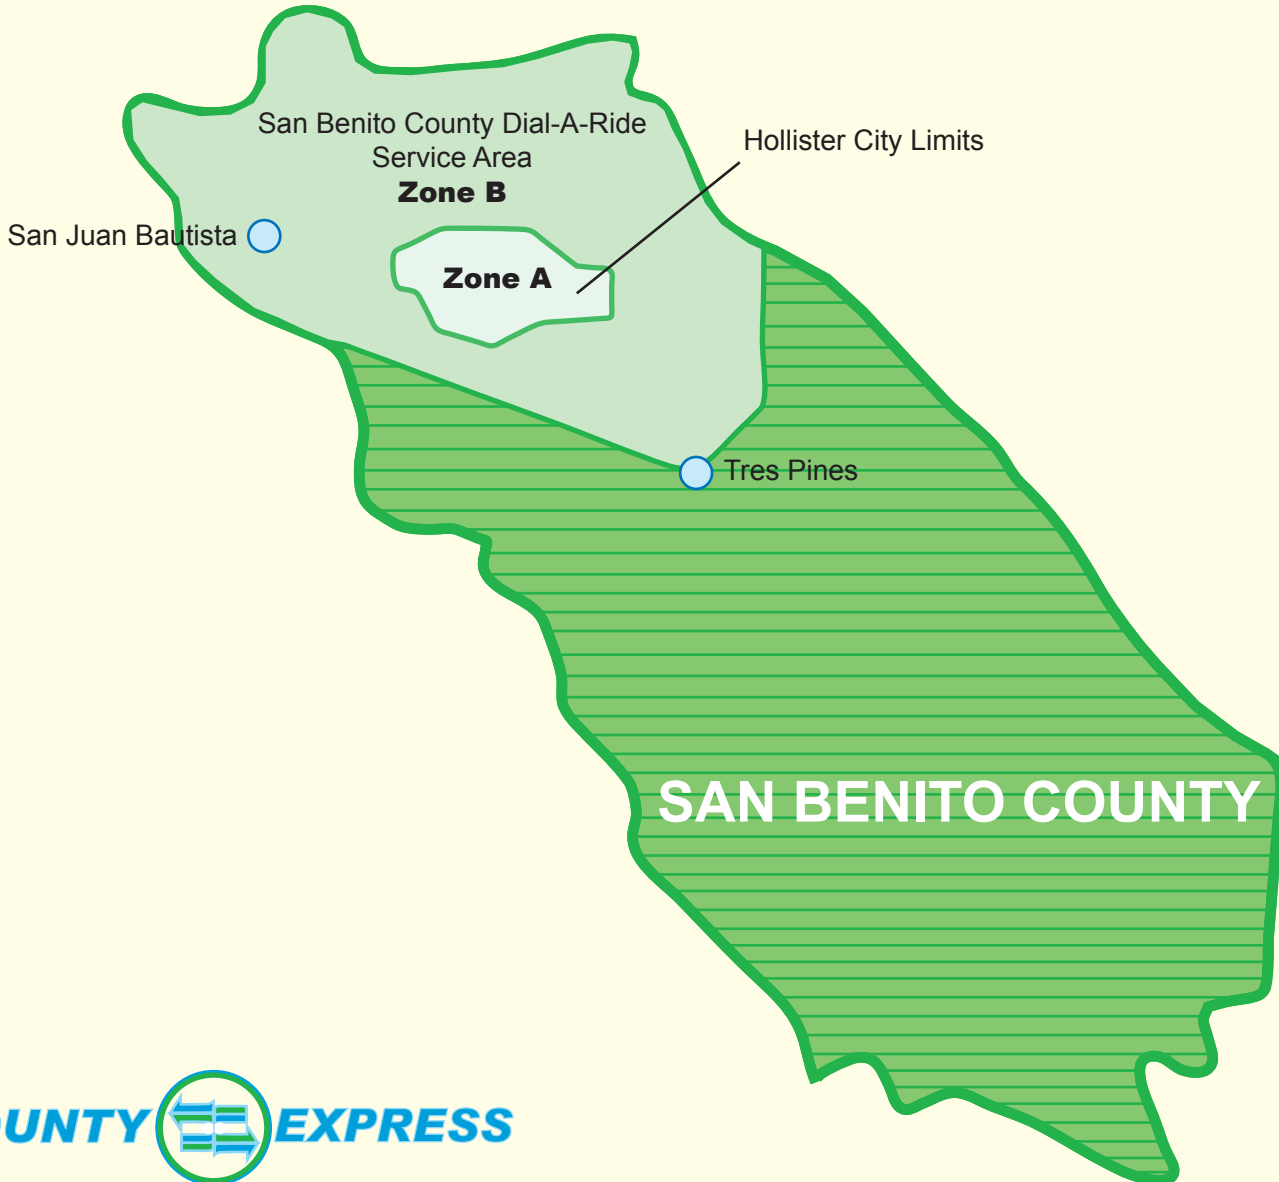 San Benito County Dial-A-Ride
Service Area
Zone B
Hollister City Limits
San Juan Bautista
Zone A
Tres Pines
SAN BENITO COUNTY
OUNTY EXPRESS